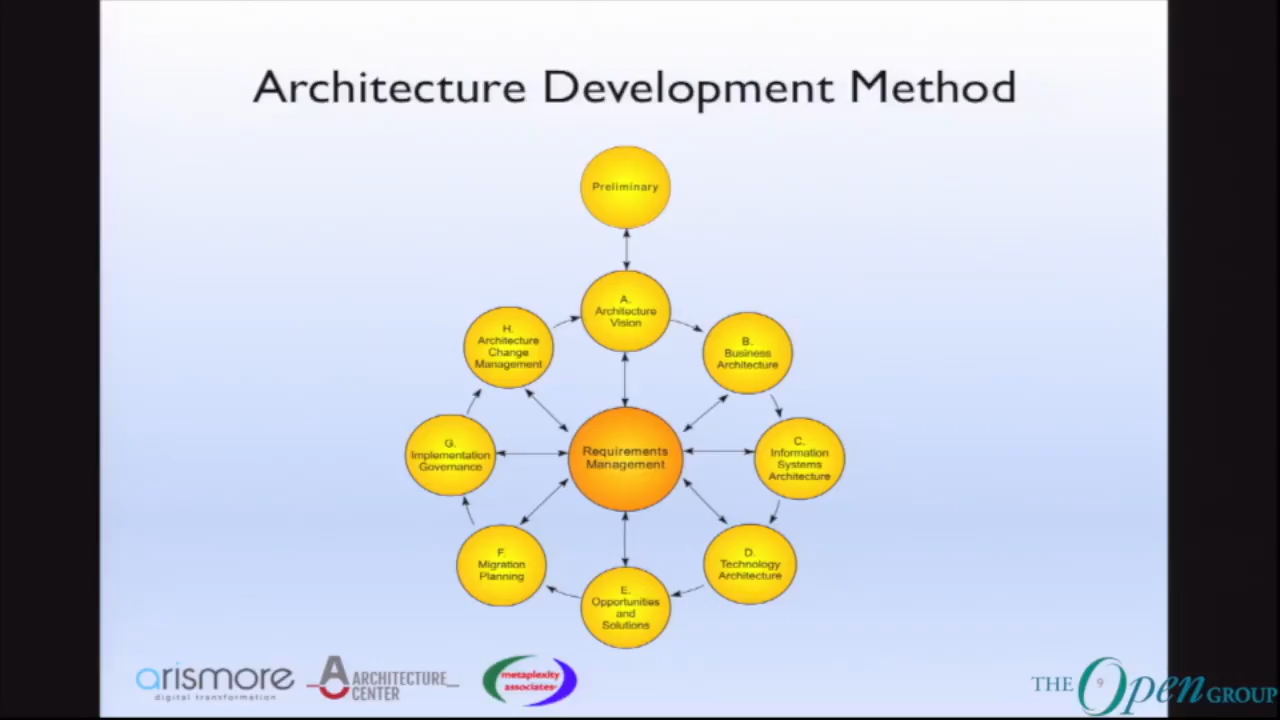 Architecture Development Method
Preliminary
A.
Architecture
Vision
H.
Architecture
Change
Management
B.
Business
Architecture
G.
Implementation
Governance
Requirements
Management
C.
Information
Systems
Architecture
F.
Migration
Planning
D.
Technology
Architecture
E.
Opportunities
and
Solutions
arismore
digital transformation
A ARCHITECTURE
CENTER
metaplexity
associates
THE Open GROUP
9